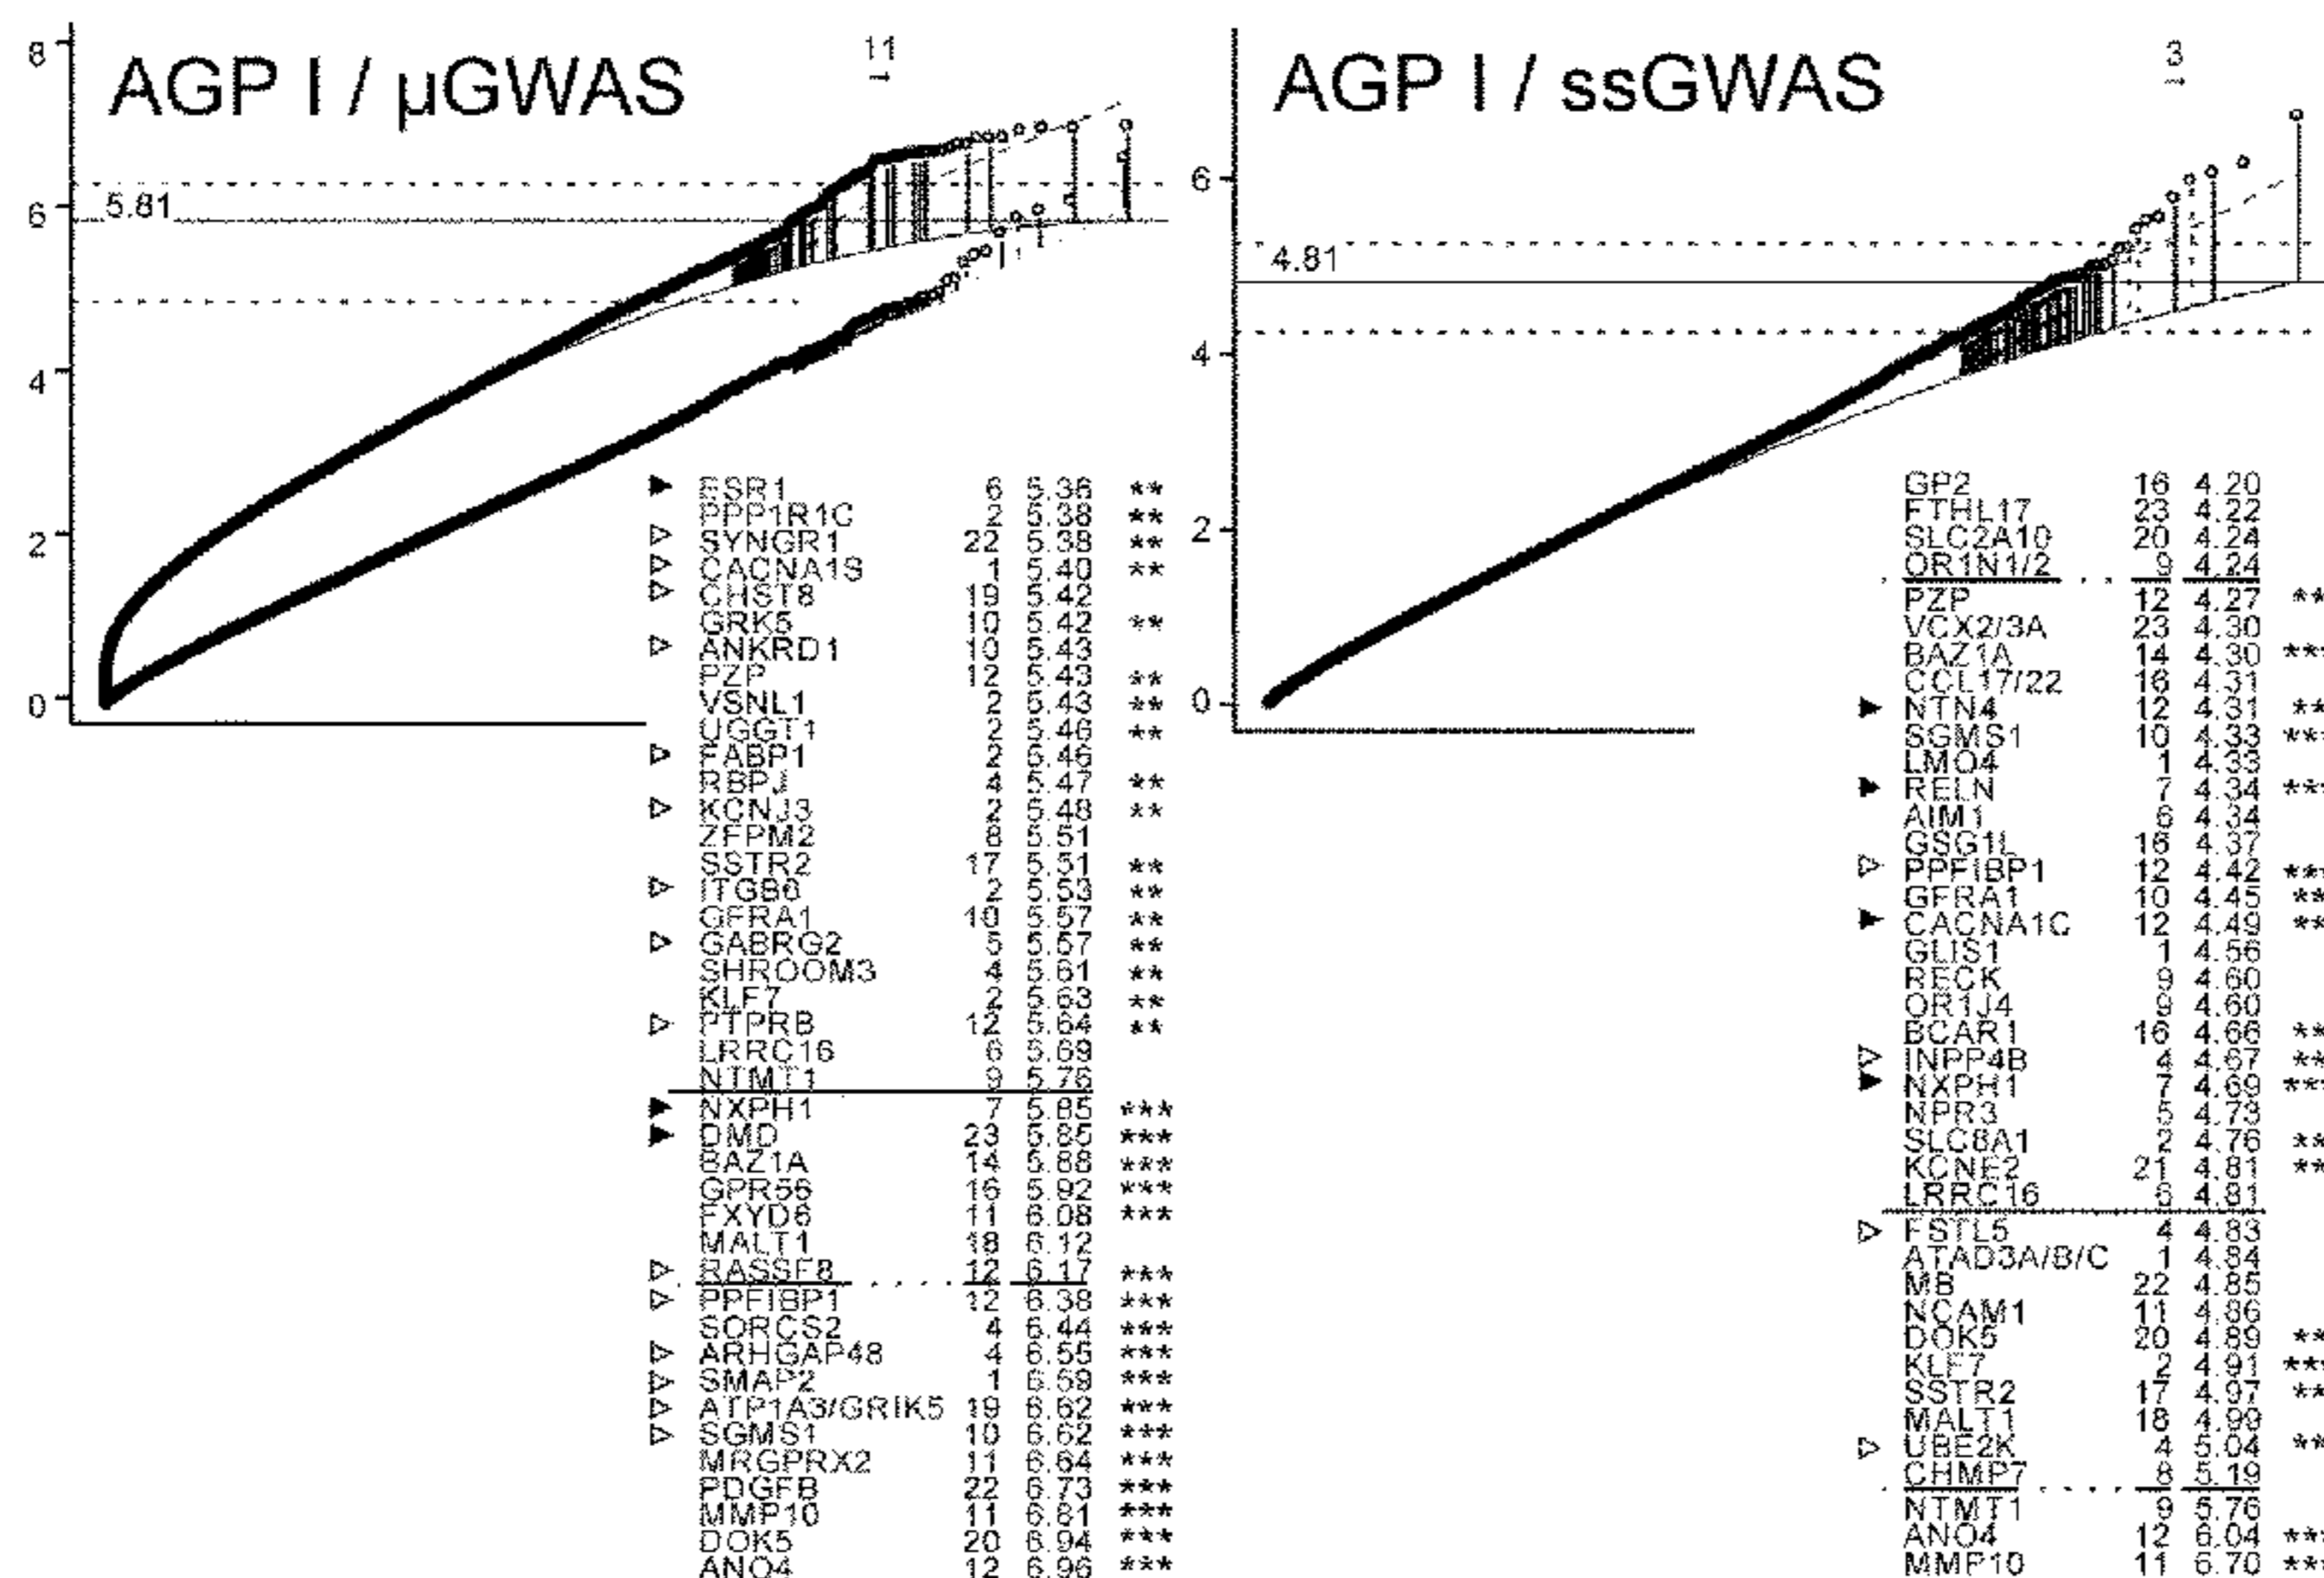 AGP I / µGWAS
11
8
6
4
2
0
5.81
ESR1 6 5.36 **
PPP1R1C 2 5.38 **
SYNGR1 22 5.38 **
CACNA1S 1 5.40 **
CHST8 19 5.42
GRK5 10 5.42 **
ANKRD1 10 5.43
PZP 12 5.43 **
VSNL1 2 5.43 **
UGGT1 2 5.46 **
FABP1 2 5.46
RBPJ 4 5.47 **
KCNJ3 2 5.48 **
ZFPM2 8 5.51
SSTR2 17 5.51 **
ITGB6 2 5.53 **
GFRA1 10 5.57 **
GABRG2 5 5.57 **
SHROOM3 4 5.61 **
KLF7 2 5.63 **
PTPRB 12 5.64 **
LRRC16 6 5.69
NTMT1 9 5.76
NXPH1 7 5.85 ***
DMD 23 5.85 ***
BAZ1A 14 5.88 ***
GPR56 16 5.92 ***
FXYD6 11 6.08 ***
MALT1 18 6.12
RASSF8 12 6.17 ***
PPFIBP1 12 6.38 ***
SORCS2 4 6.44 ***
ARHGAP48 4 6.55 ***
SMAP2 1 6.59 ***
ATP1A3/GRIK5 19 6.62 ***
SGMS1 10 6.62 ***
MRGPRX2 11 6.64 ***
PDGFB 22 6.73 ***
MMP10 11 6.81 ***
DOK5 20 6.94 ***
ANO4 12 6.96 ***
AGP I / ssGWAS
3
6
4
2
0
4.81
GP2 16 4.20
FTHL17 23 4.22
SLC2A10 20 4.24
OR1N1/2 9 4.24
PZP 12 4.27 **
VCX2/3A 23 4.30
BAZ1A 14 4.30 ***
CCL17/22 16 4.31
NTN4 12 4.31 **
SGMS1 10 4.33 ***
LMO4 1 4.33
RELN 7 4.34 ***
AIM1 6 4.34
GSG1L 16 4.37
PPFIBP1 12 4.42 ***
GFRA1 10 4.45 **
CACNA1C 12 4.49 **
GLIS1 1 4.56
RECK 9 4.60
OR1J4 9 4.60
BCAR1 16 4.66 **
INPP4B 4 4.67 **
NXPH1 7 4.69 ***
NPR3 5 4.73
SLC8A1 2 4.76 **
KCNE2 21 4.81 **
LRRC16 6 4.81
FSTL5 4 4.83
ATAD3A/B/C 1 4.84
MB 22 4.85
NCAM1 11 4.86
DOK5 20 4.89 **
KLF7 2 4.91 ***
SSTR2 17 4.97 **
MALT1 18 4.99
UBE2K 4 5.04 **
CHMP7 8 5.19
NTMT1 9 5.76
ANO4 12 6.04 ***
MMP10 11 6.70 ***